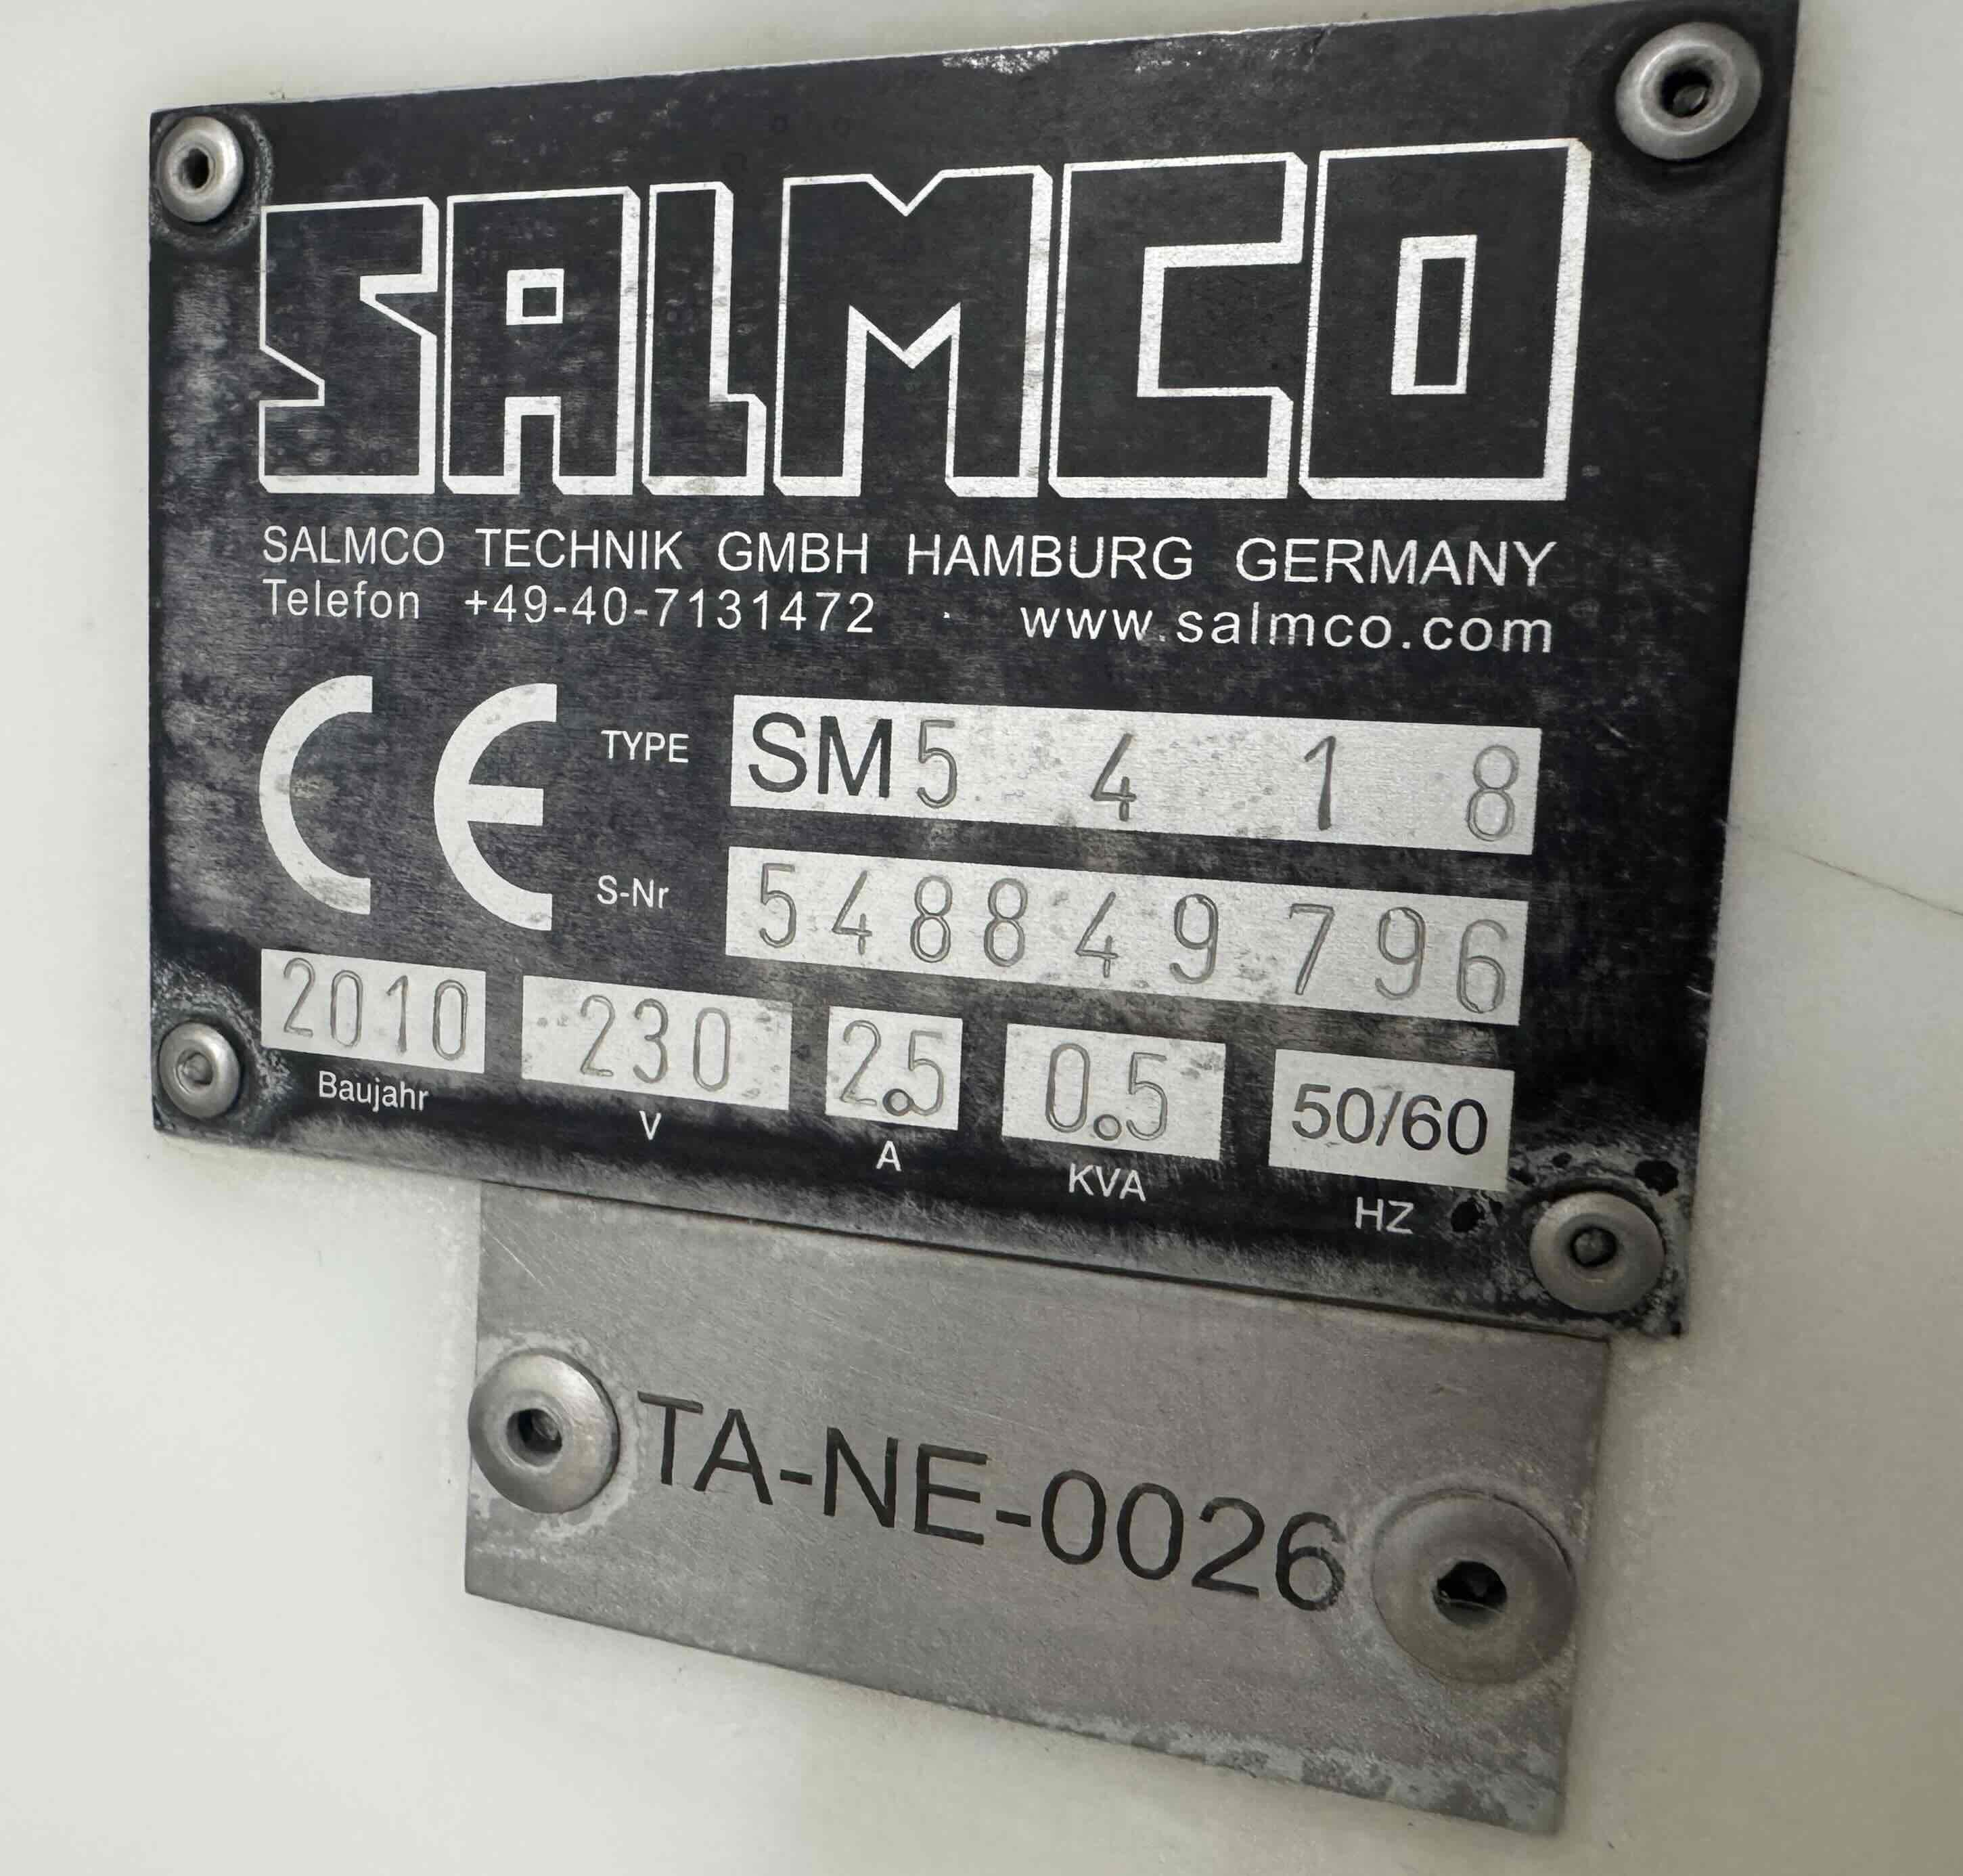 SALMCO
SALMCO TECHNIK GMBH HAMBURG GERMANY
Telefon +49-40-7131472 · www.salmco.com
CE TYPE SM5 4 1 8
S-Nr 548849796
2010 230 2.5 0.5 50/60
Baujahr V A KVA HZ
TA-NE-0026